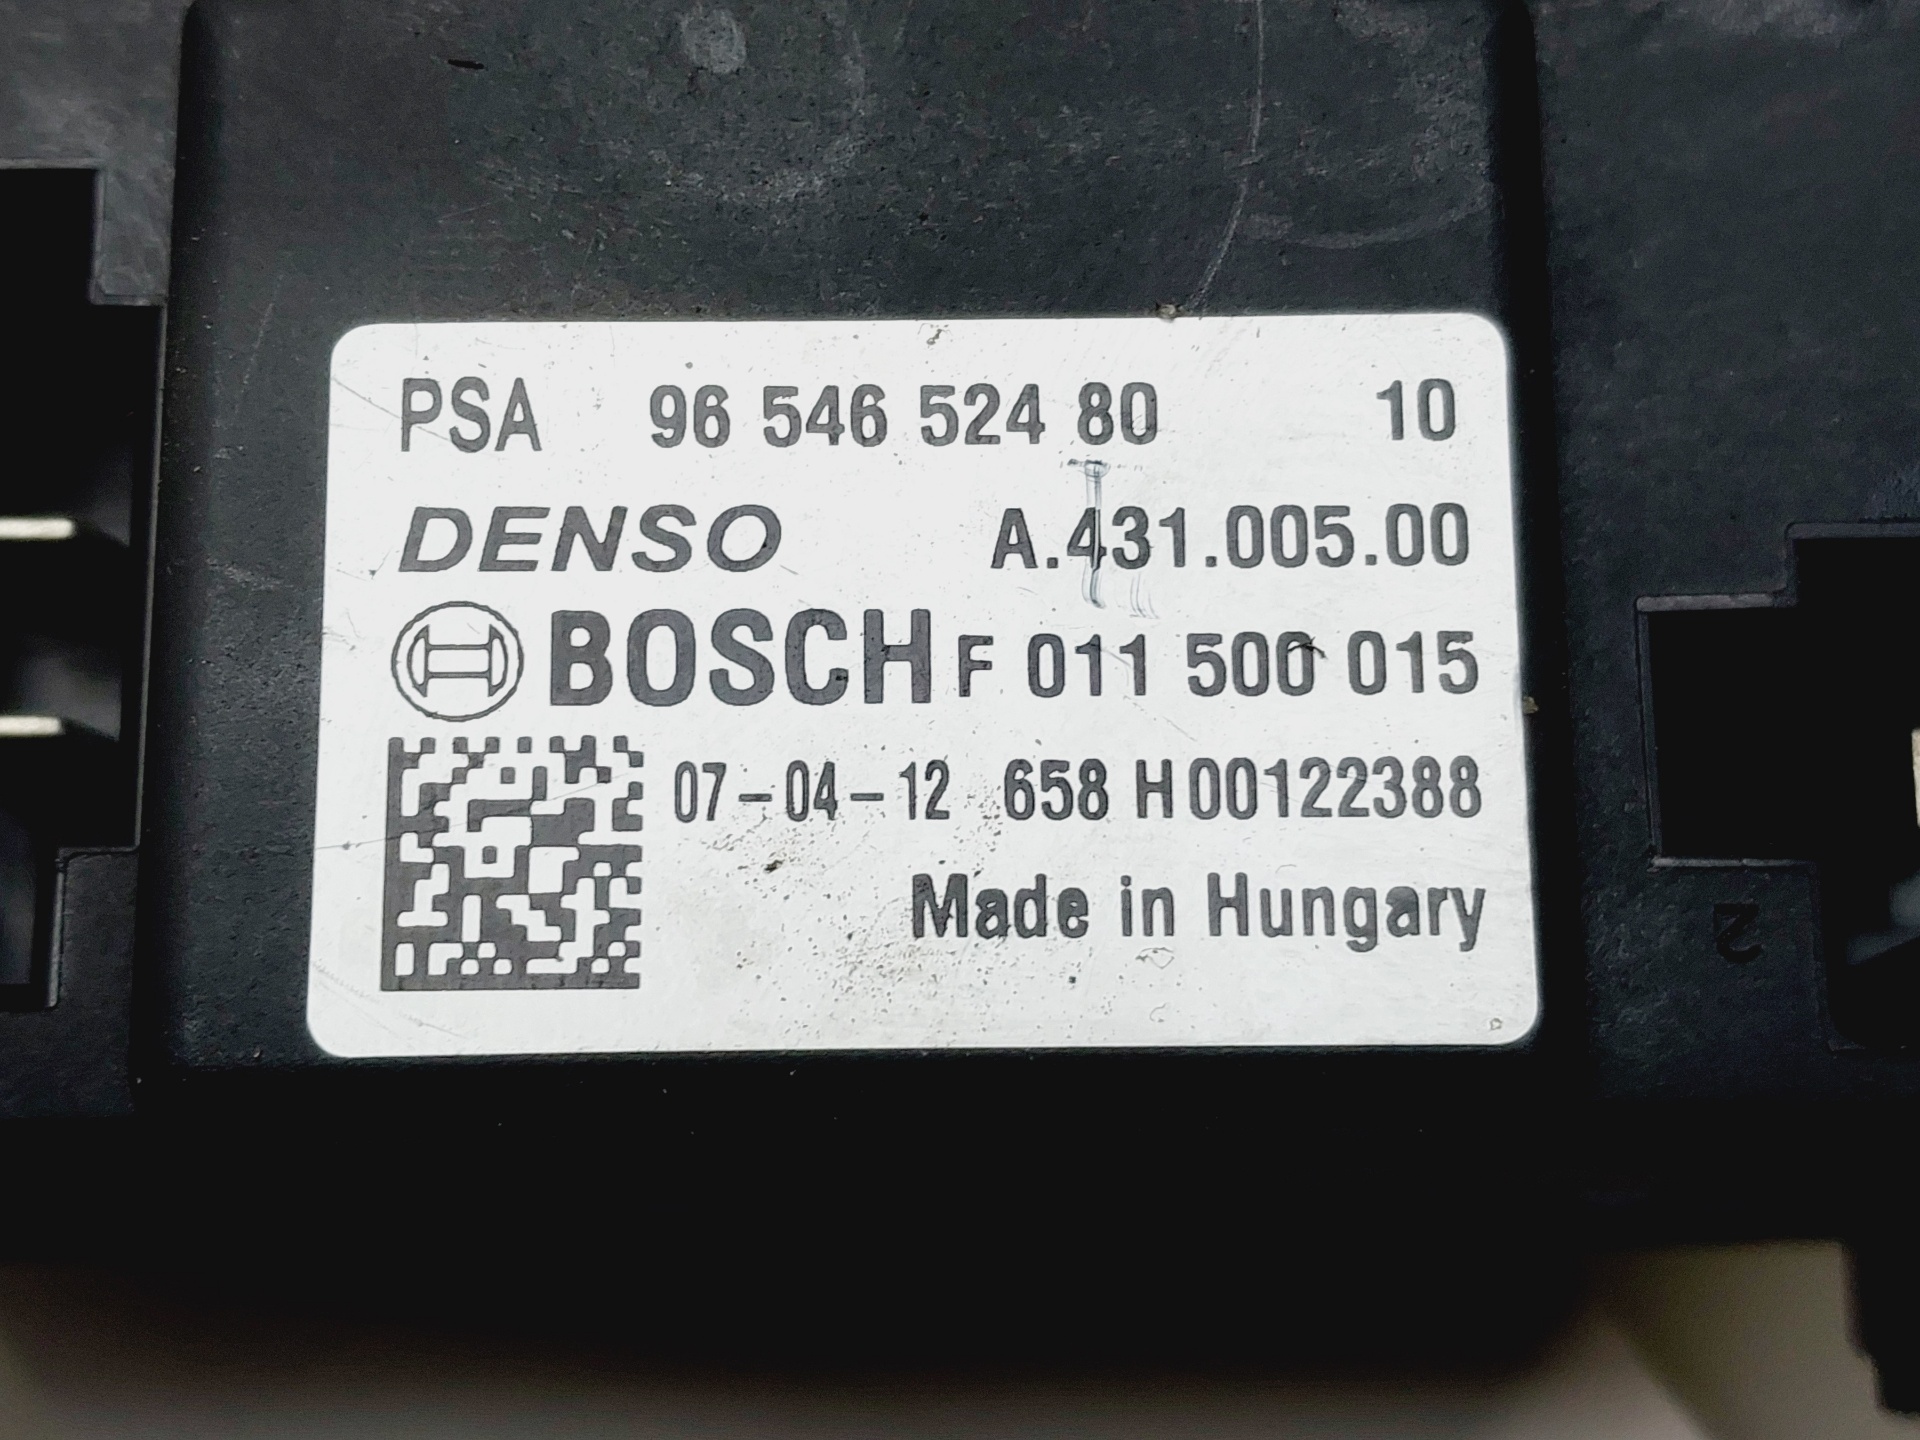 PSA 96 546 524 80 10
DENSO A.431.005.00
BOSCH F 011 500 015
07-04-12 658 H00122388
Made in Hungary
2